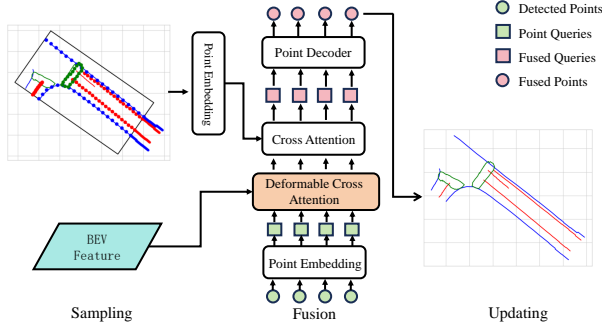 Detected Points
Point Queries
Fused Queries
Fused Points
Point Decoder
Point Embedding
Cross Attention
Deformable Cross
Attention
BEV
Feature
Point Embedding
Sampling
Fusion
Updating